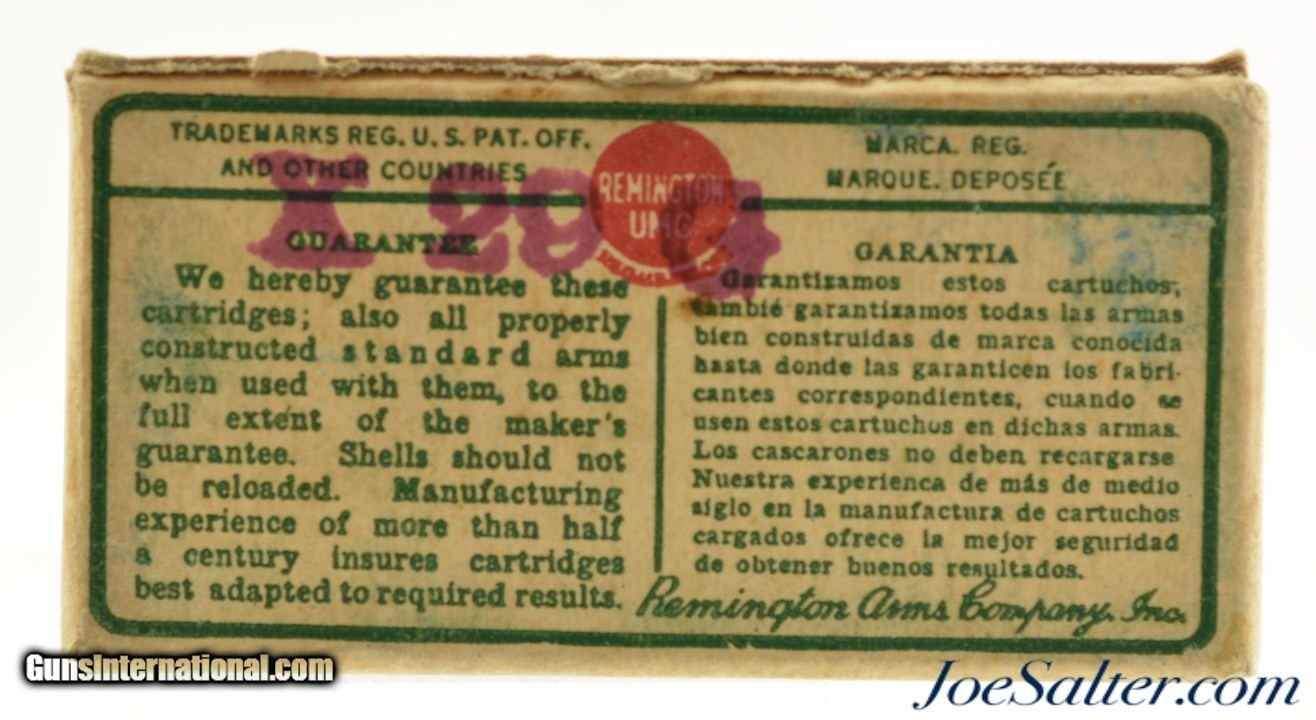 TRADEMARKS REG. U. S. PAT. OFF.
AND OTHER COUNTRIES
MARCA. REG.
MARQUE. DEPOSÉE
REMINGTON
UMC
GUARANTEE
We hereby guarantee these
cartridges; also all properly
constructed standard arms
when used with them, to the
full extent of the maker's
guarantee. Shells should not
be reloaded. Manufacturing
experience of more than half
a century insures cartridges
best adapted to required results.
GARANTIA
Garantizamos estos cartuchos;
tambié garantizamos todas las armas
bien construidas de marca conocida
hasta donde las garanticen los fabri-
cantes correspondientes, cuando se
usen estos cartuchos en dichas armas.
Los cascarones no deben recargarse
Nuestra experienca de más de medio
siglo en la manufactura de cartuchos
cargados ofrece la mejor seguridad
de obtener buenos resultados.
Remington Arms Company, Inc.
GunsInternational.com
JoeSalter.com